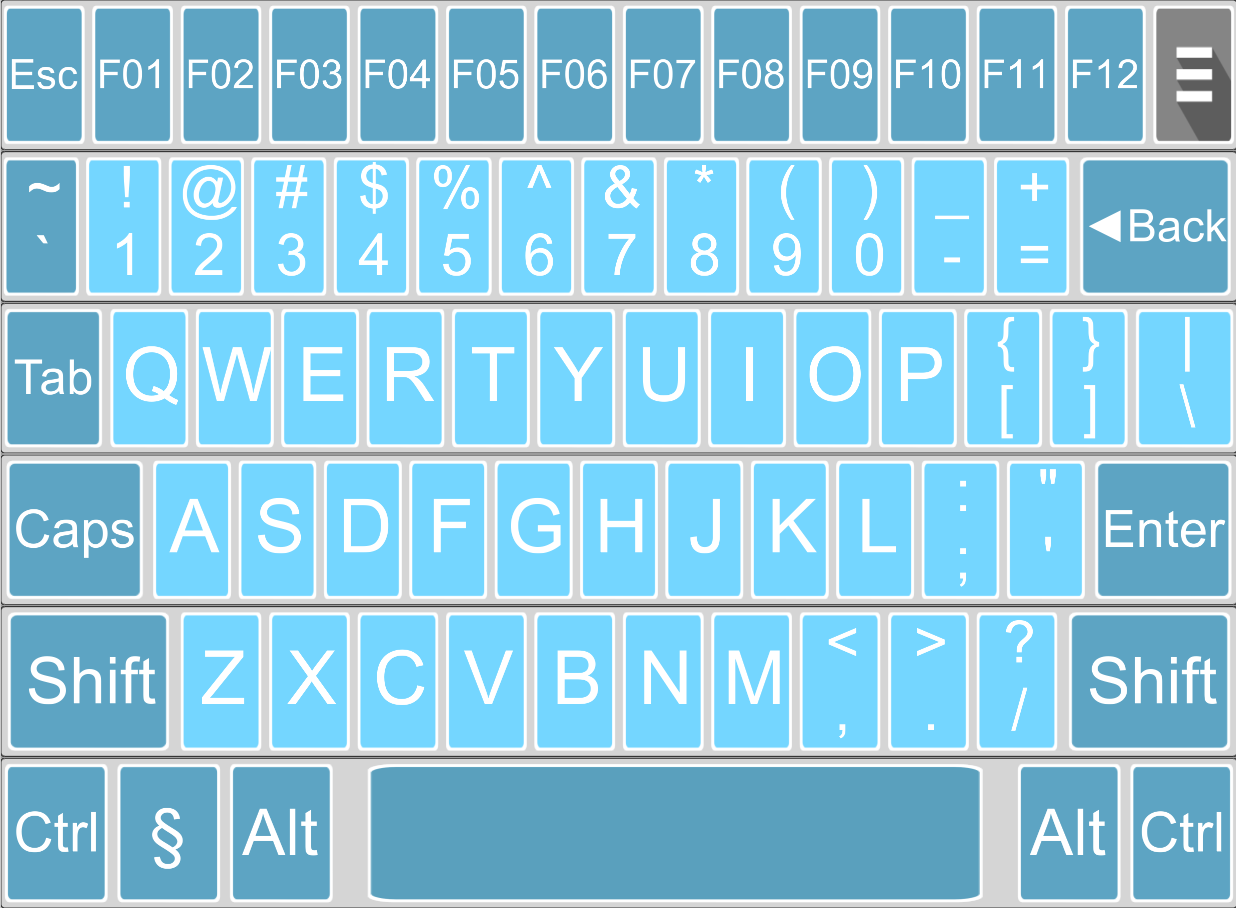 Esc F01 F02 F03 F04 F05 F06 F07 F08 F09 F10 F11 F12
~ ! @ # $ % ^ & * ( ) _ +
` 1 2 3 4 5 6 7 8 9 0 - = ◀Back
Tab Q W E R T Y U I O P { } |
[ ] \
Caps A S D F G H J K L : " Enter
; '
Shift Z X C V B N M < > ? Shift
, . /
Ctrl § Alt Alt Ctrl